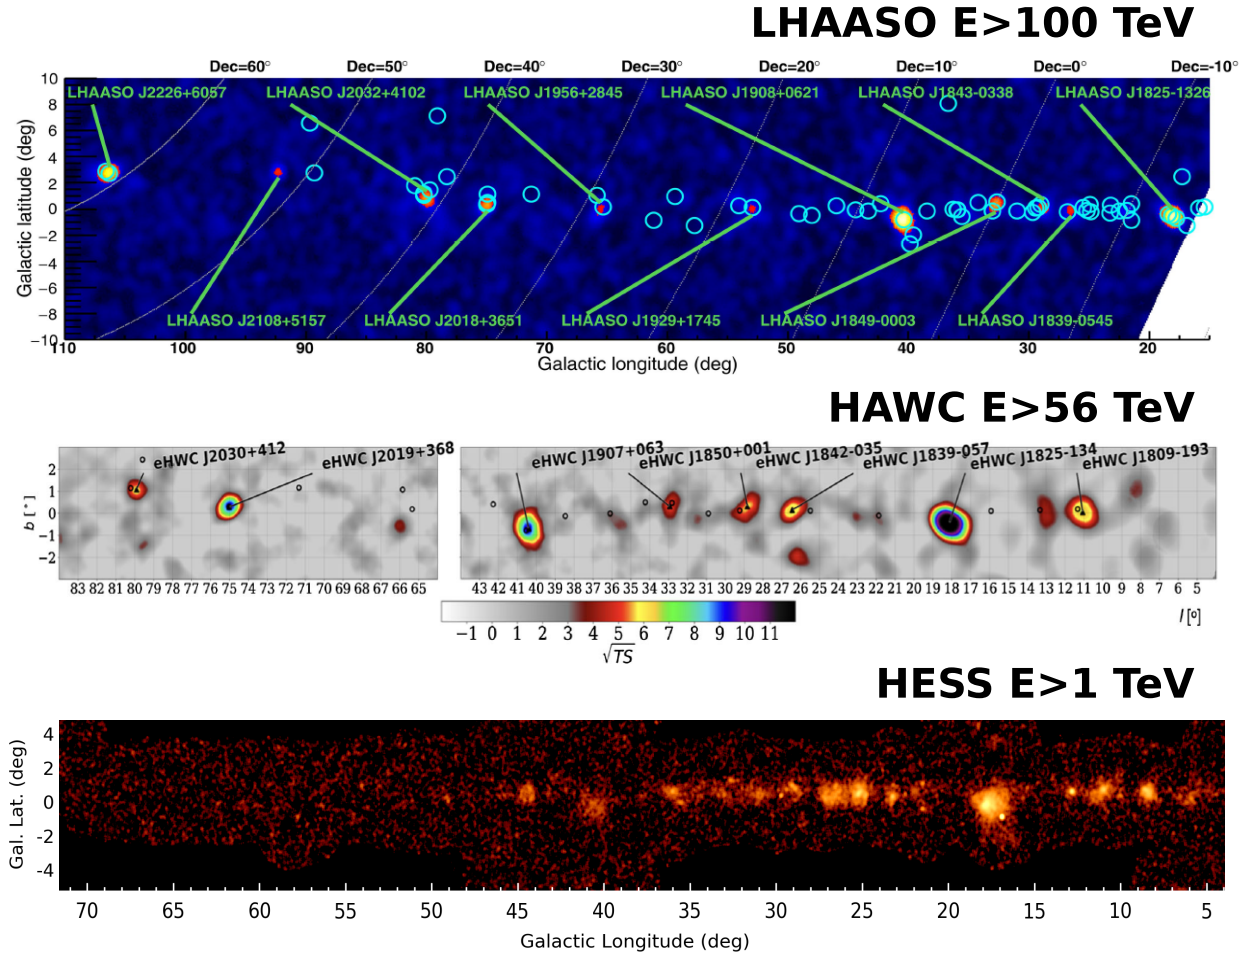 LHAASO E>100 TeV
Dec=60° Dec=50° Dec=40° Dec=30° Dec=20° Dec=10° Dec=0° Dec=-10°
LHAASO J2226+6057 LHAASO J2032+4102 LHAASO J1956+2845 LHAASO J1908+0621 LHAASO J1843-0338 LHAASO J1825-1326
10
8
6
4
2
0
−2
−4
−6
−8
−10
Galactic latitude (deg)
LHAASO J2108+5157 LHAASO J2018+3651 LHAASO J1929+1745 LHAASO J1849-0003 LHAASO J1839-0545
110 100 90 80 70 60 50 40 30 20
Galactic longitude (deg)
HAWC E>56 TeV
eHWC J2030+412 eHWC J2019+368 eHWC J1907+063 eHWC J1850+001 eHWC J1842-035 eHWC J1839-057 eHWC J1825-134 eHWC J1809-193
2
1
0
−1
−2
b [°]
83 82 81 80 79 78 77 76 75 74 73 72 71 70 69 68 67 66 65
43 42 41 40 39 38 37 36 35 34 33 32 31 30 29 28 27 26 25 24 23 22 21 20 19 18 17 16 15 14 13 12 11 10 9 8 7 6 5
l [°]
−1 0 1 2 3 4 5 6 7 8 9 10 11
√TS
HESS E>1 TeV
4
2
0
-2
-4
Gal. Lat. (deg)
70 65 60 55 50 45 40 35 30 25 20 15 10 5
Galactic Longitude (deg)